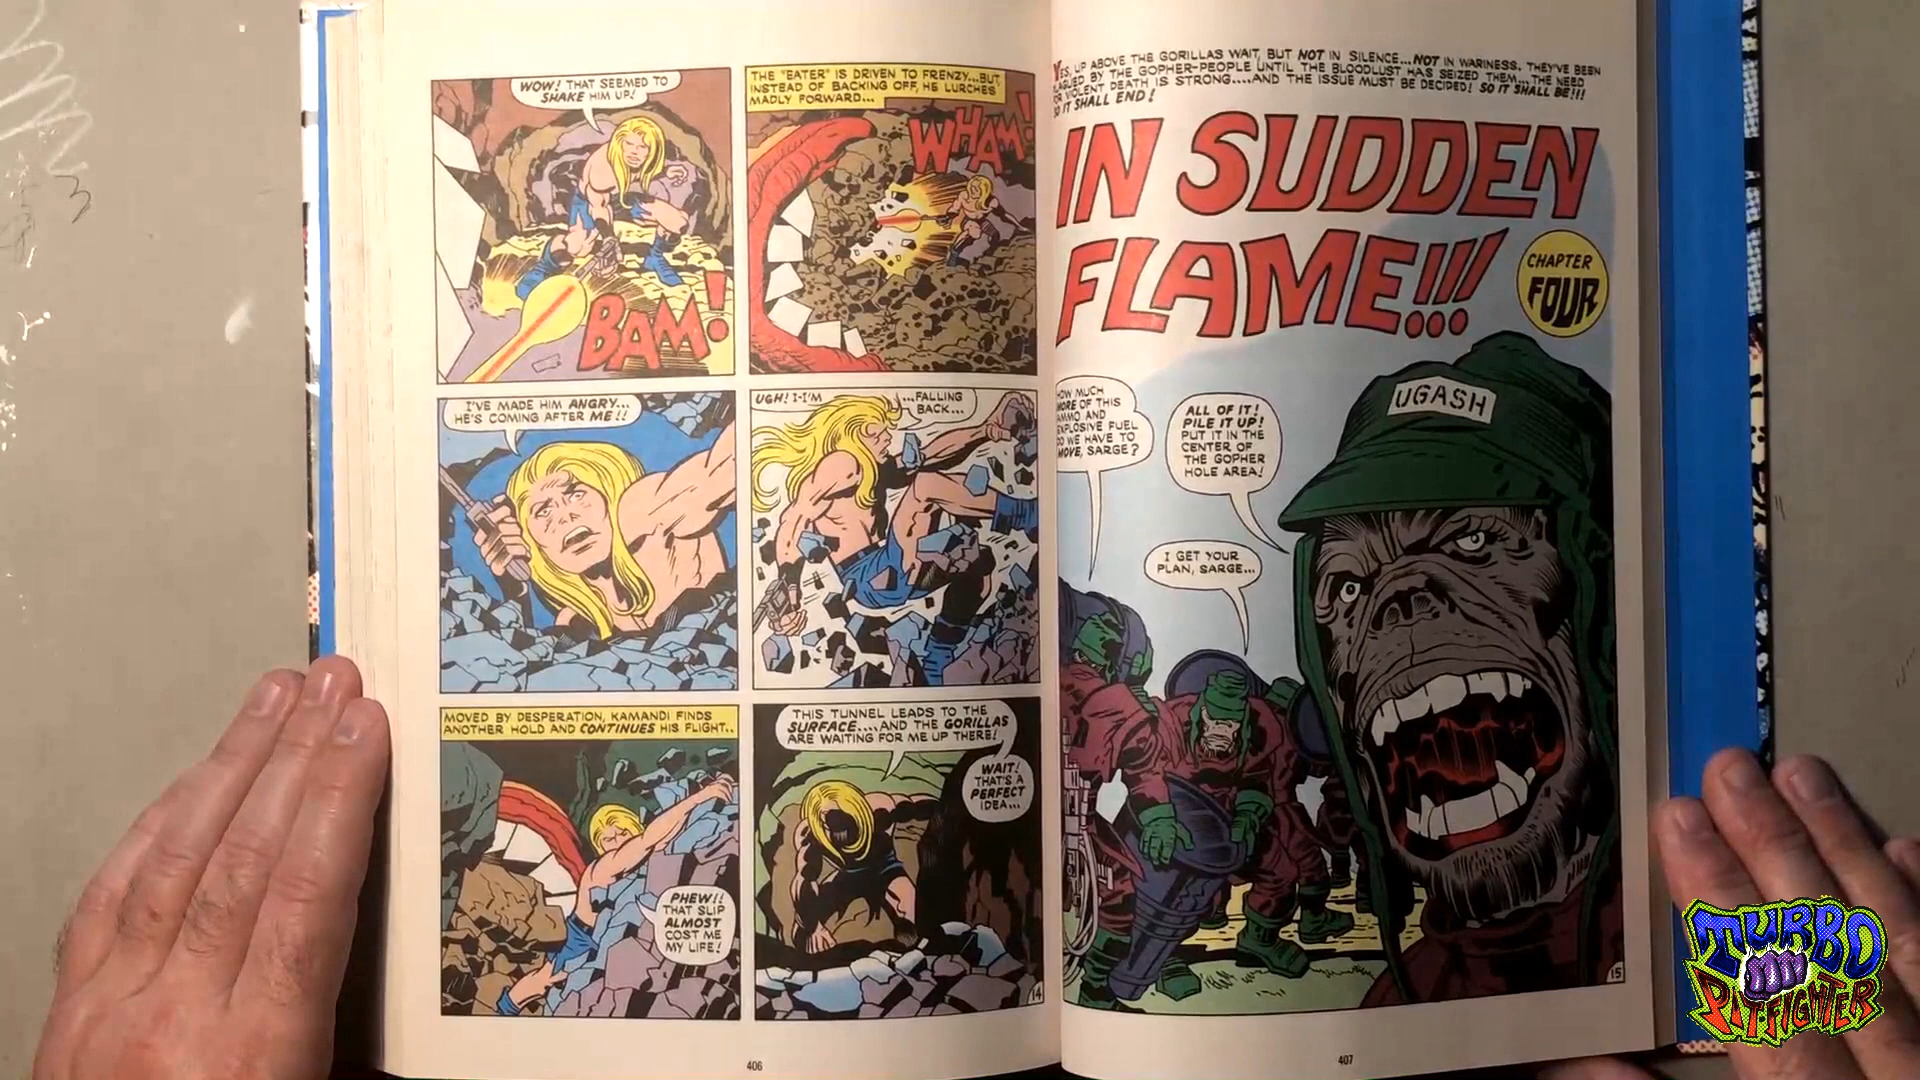 WOW! THAT SEEMED TO
SHAKE HIM UP!
BAM!
THE "EATER" IS DRIVEN TO FRENZY...BUT,
INSTEAD OF BACKING OFF, HE LURCHES
MADLY FORWARD...
WHAM!
I'VE MADE HIM ANGRY...
HE'S COMING AFTER ME!!
UGH! I-I'M
...FALLING
BACK...
MOVED BY DESPERATION, KAMANDI FINDS
ANOTHER HOLD AND CONTINUES HIS FLIGHT..
PHEW!!
THAT SLIP
ALMOST
COST ME
MY LIFE!
THIS TUNNEL LEADS TO THE
SURFACE....AND THE GORILLAS
ARE WAITING FOR ME UP THERE!
WAIT!
THAT'S A
PERFECT
IDEA...
14
406
YES, UP ABOVE THE GORILLAS WAIT, BUT NOT IN SILENCE...NOT IN WARINESS. THEY'VE BEEN
PLAGUED BY THE GOPHER-PEOPLE UNTIL THE BLOODLUST HAS SEIZED THEM...THE NEED
FOR VIOLENT DEATH IS STRONG....AND THE ISSUE MUST BE DECIDED! SO IT SHALL BE!!!
SO IT SHALL END!
IN SUDDEN
FLAME!!!
CHAPTER
FOUR
HOW MUCH
MORE OF THIS
AMMO AND
EXPLOSIVE FUEL
DO WE HAVE TO
MOVE, SARGE?
ALL OF IT!
PILE IT UP!
PUT IT IN THE
CENTER OF
THE GOPHER
HOLE AREA!
I GET YOUR
PLAN, SARGE...
UGASH
15
407
TURBO
PITFIGHTER